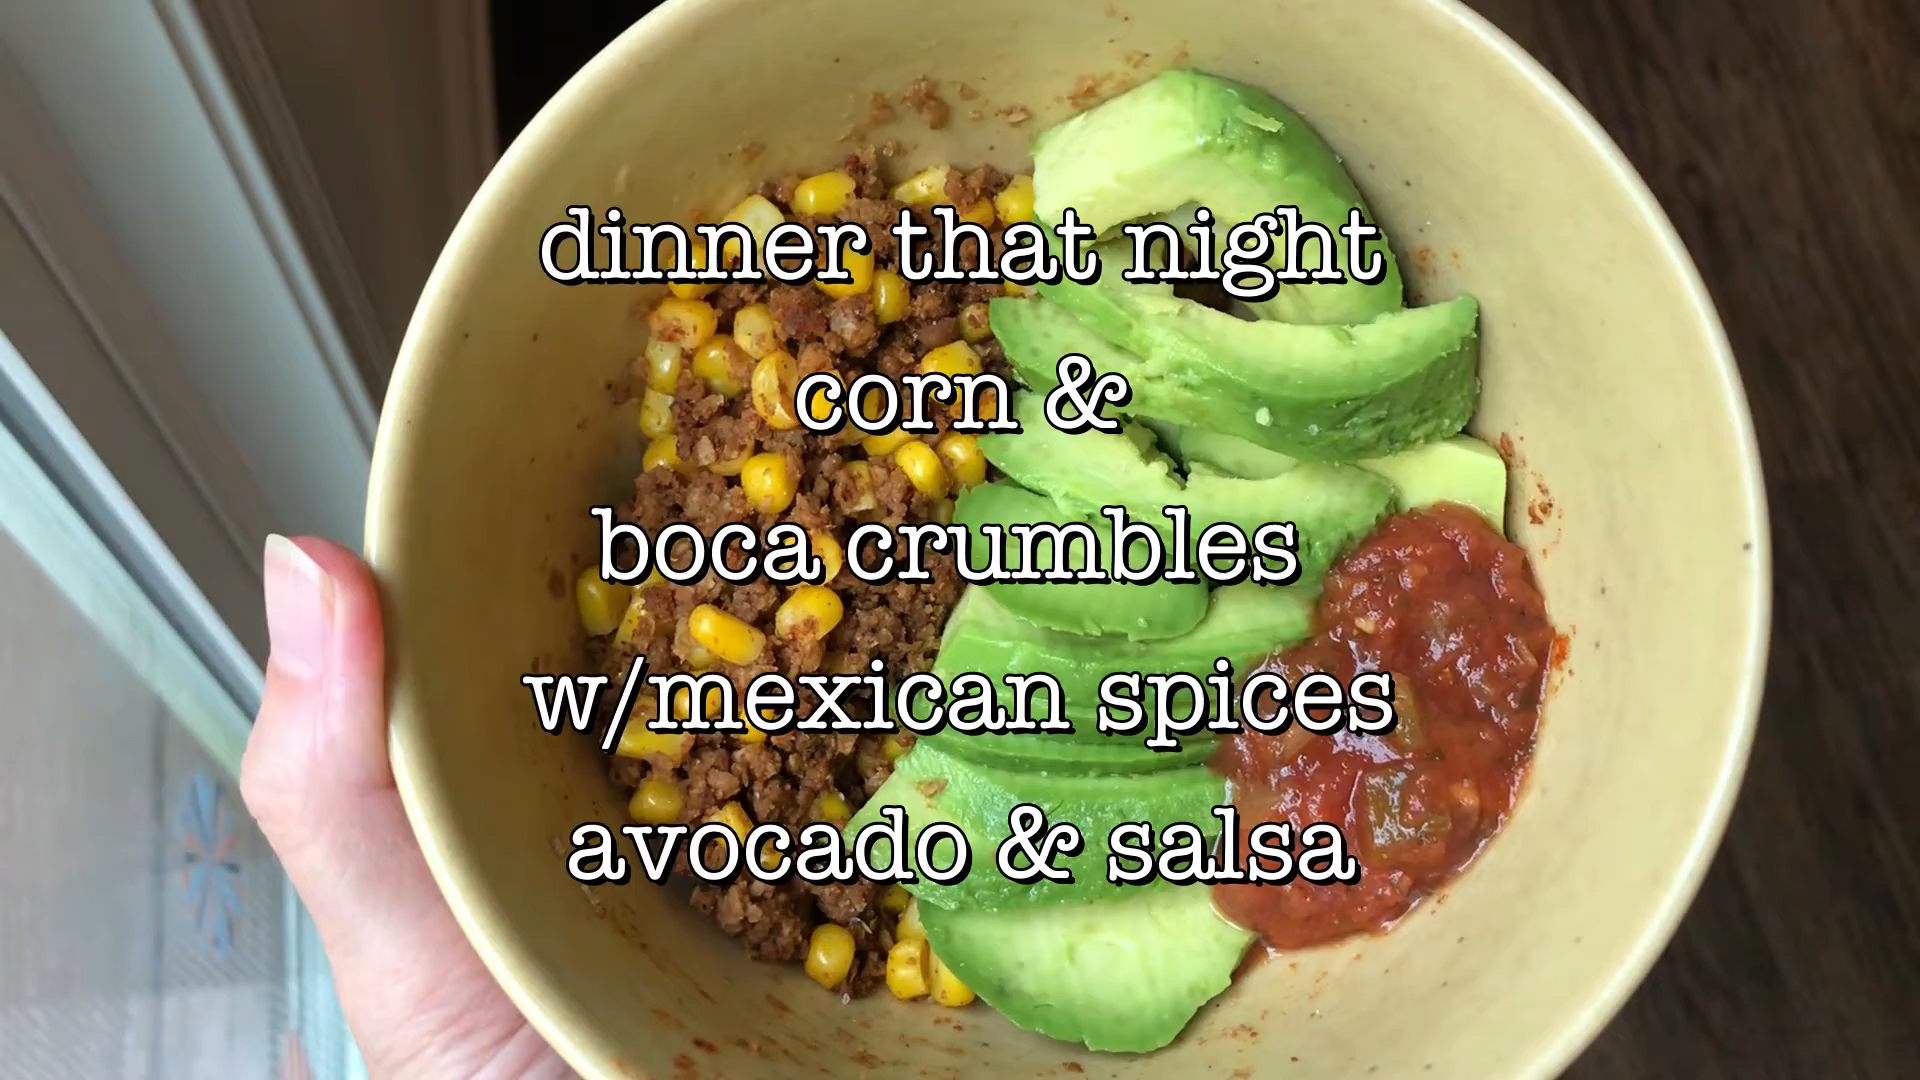 dinner that night
corn &
boca crumbles
w/mexican spices
avocado & salsa